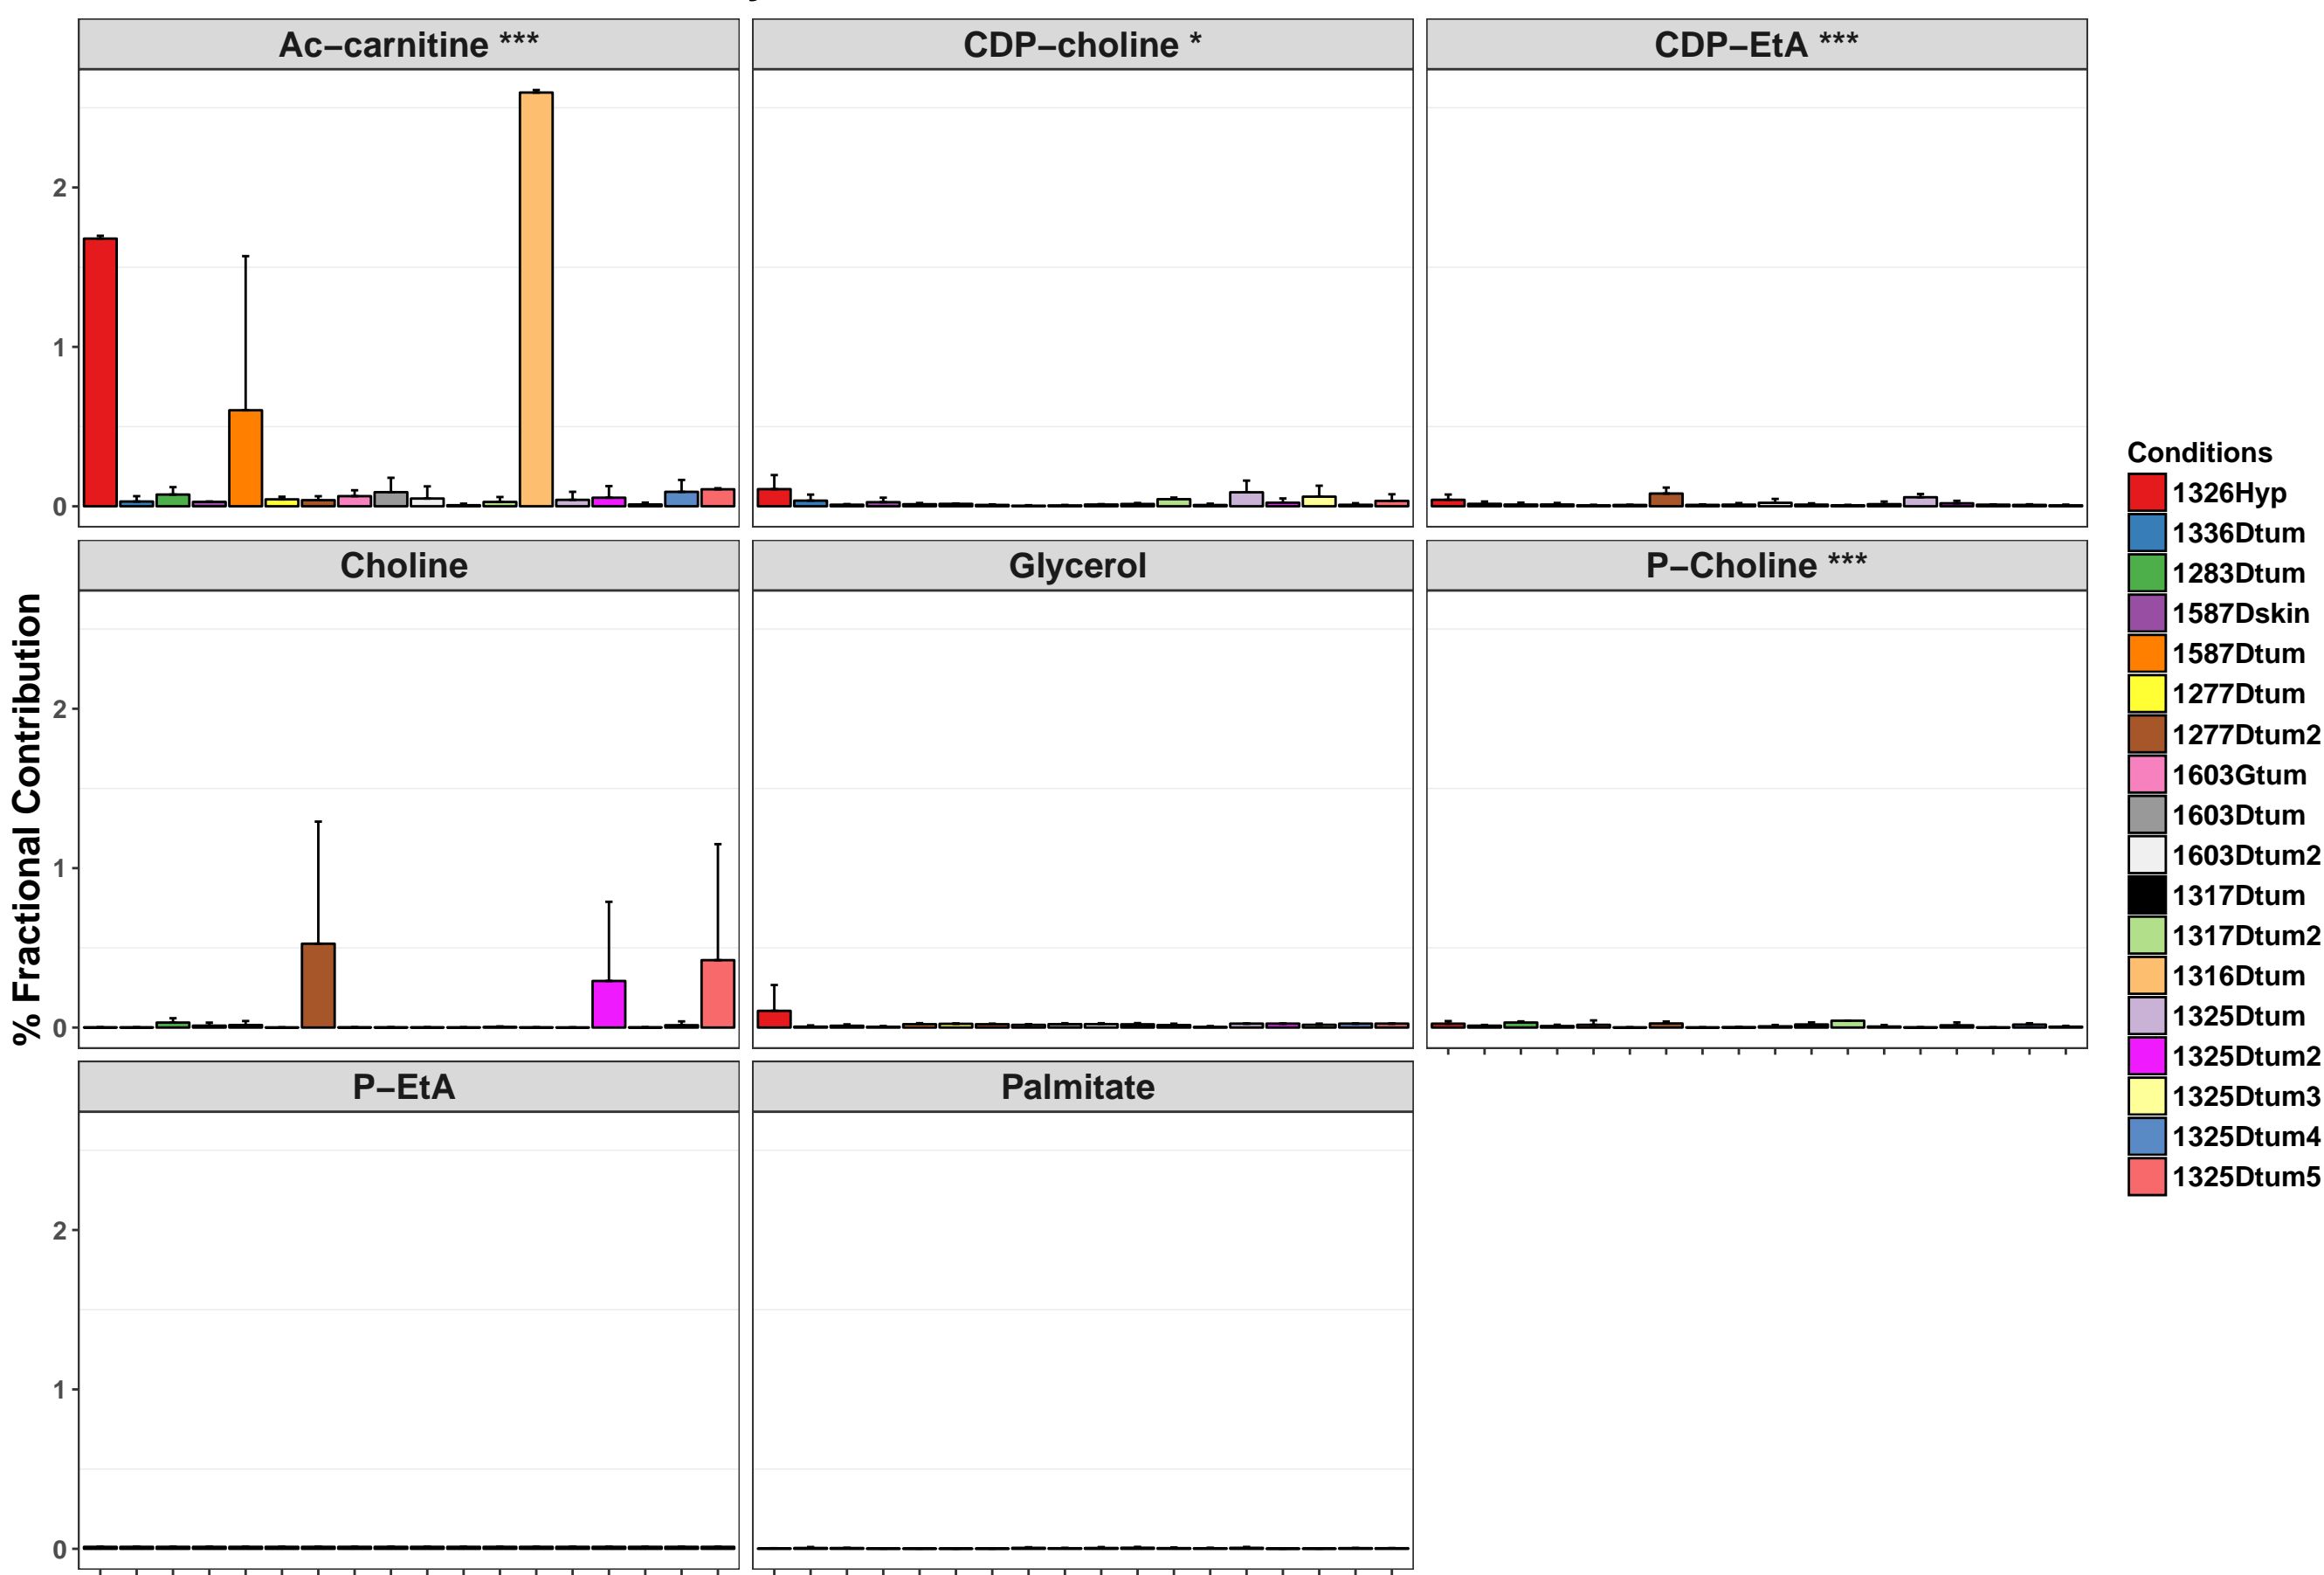 Ac−carnitine ***
CDP−choline *
CDP−EtA ***
2
1
0
Choline
Glycerol
P−Choline ***
2
1
0
P−EtA
Palmitate
2
1
0
% Fractional Contribution
Conditions
1326Hyp
1336Dtum
1283Dtum
1587Dskin
1587Dtum
1277Dtum
1277Dtum2
1603Gtum
1603Dtum
1603Dtum2
1317Dtum
1317Dtum2
1316Dtum
1325Dtum
1325Dtum2
1325Dtum3
1325Dtum4
1325Dtum5